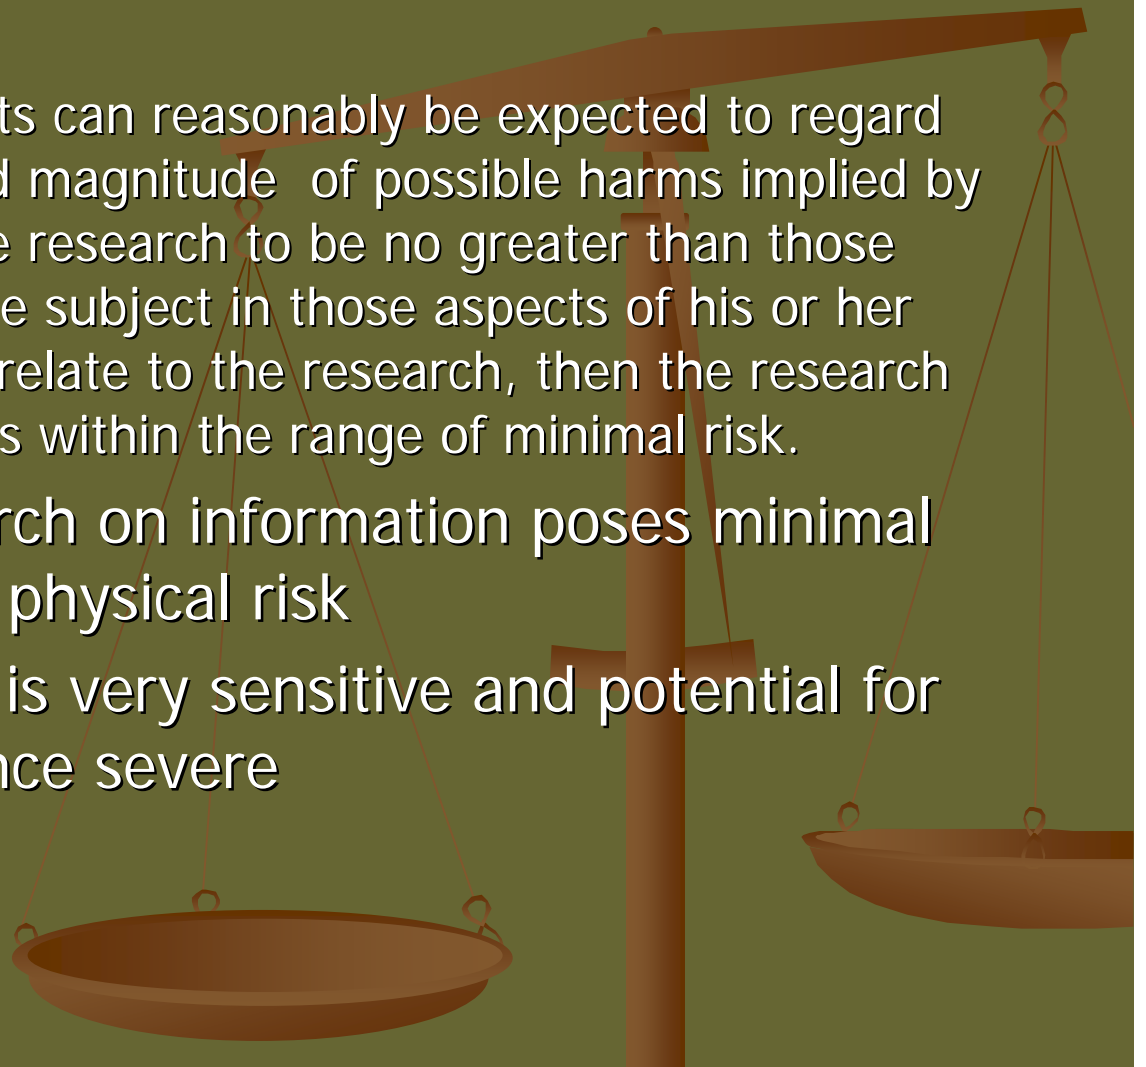 ts can reasonably be expected to regard
d magnitude  of possible harms implied by
e research to be no greater than those
e subject in those aspects of his or her
relate to the research, then the research
s within the range of minimal risk.
rch on information poses minimal
physical risk
is very sensitive and potential for
nce severe